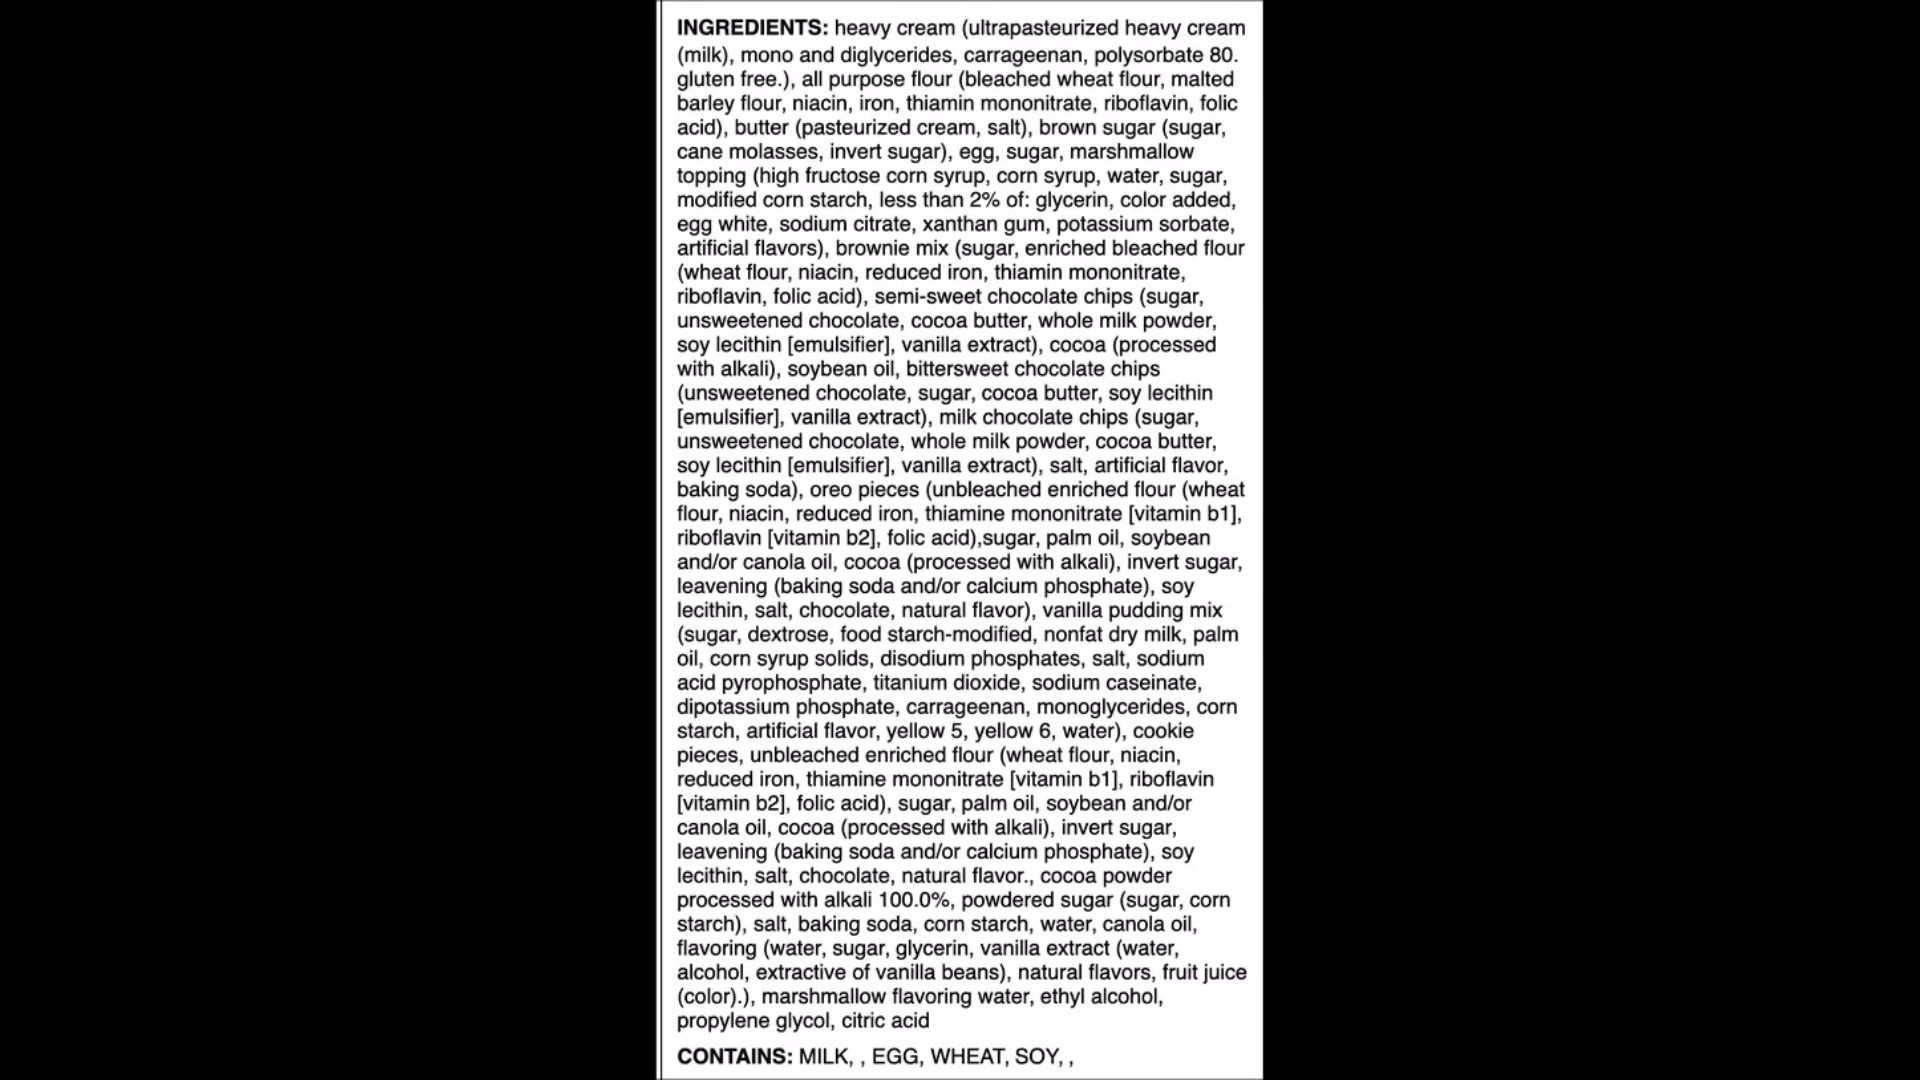 INGREDIENTS: heavy cream (ultrapasteurized heavy cream
(milk), mono and diglycerides, carrageenan, polysorbate 80.
gluten free.), all purpose flour (bleached wheat flour, malted
barley flour, niacin, iron, thiamin mononitrate, riboflavin, folic
acid), butter (pasteurized cream, salt), brown sugar (sugar,
cane molasses, invert sugar), egg, sugar, marshmallow
topping (high fructose corn syrup, corn syrup, water, sugar,
modified corn starch, less than 2% of: glycerin, color added,
egg white, sodium citrate, xanthan gum, potassium sorbate,
artificial flavors), brownie mix (sugar, enriched bleached flour
(wheat flour, niacin, reduced iron, thiamin mononitrate,
riboflavin, folic acid), semi-sweet chocolate chips (sugar,
unsweetened chocolate, cocoa butter, whole milk powder,
soy lecithin [emulsifier], vanilla extract), cocoa (processed
with alkali), soybean oil, bittersweet chocolate chips
(unsweetened chocolate, sugar, cocoa butter, soy lecithin
[emulsifier], vanilla extract), milk chocolate chips (sugar,
unsweetened chocolate, whole milk powder, cocoa butter,
soy lecithin [emulsifier], vanilla extract), salt, artificial flavor,
baking soda), oreo pieces (unbleached enriched flour (wheat
flour, niacin, reduced iron, thiamine mononitrate [vitamin b1],
riboflavin [vitamin b2], folic acid),sugar, palm oil, soybean
and/or canola oil, cocoa (processed with alkali), invert sugar,
leavening (baking soda and/or calcium phosphate), soy
lecithin, salt, chocolate, natural flavor), vanilla pudding mix
(sugar, dextrose, food starch-modified, nonfat dry milk, palm
oil, corn syrup solids, disodium phosphates, salt, sodium
acid pyrophosphate, titanium dioxide, sodium caseinate,
dipotassium phosphate, carrageenan, monoglycerides, corn
starch, artificial flavor, yellow 5, yellow 6, water), cookie
pieces, unbleached enriched flour (wheat flour, niacin,
reduced iron, thiamine mononitrate [vitamin b1], riboflavin
[vitamin b2], folic acid), sugar, palm oil, soybean and/or
canola oil, cocoa (processed with alkali), invert sugar,
leavening (baking soda and/or calcium phosphate), soy
lecithin, salt, chocolate, natural flavor., cocoa powder
processed with alkali 100.0%, powdered sugar (sugar, corn
starch), salt, baking soda, corn starch, water, canola oil,
flavoring (water, sugar, glycerin, vanilla extract (water,
alcohol, extractive of vanilla beans), natural flavors, fruit juice
(color).), marshmallow flavoring water, ethyl alcohol,
propylene glycol, citric acid
CONTAINS: MILK, , EGG, WHEAT, SOY, ,